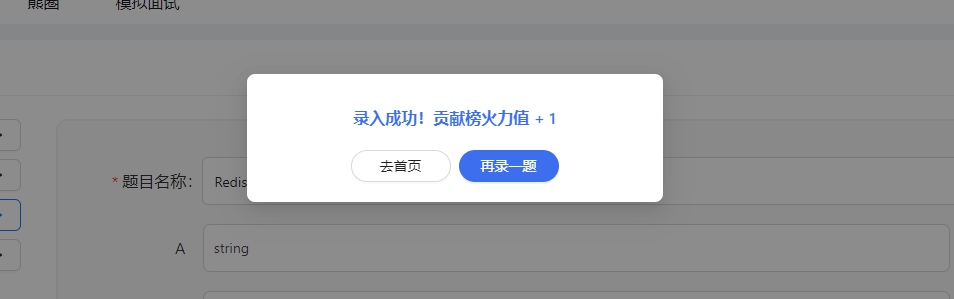 熊圈 模拟面试
录入成功！贡献榜火力值 + 1
去首页 再录一题
* 题目名称： Redis
A string